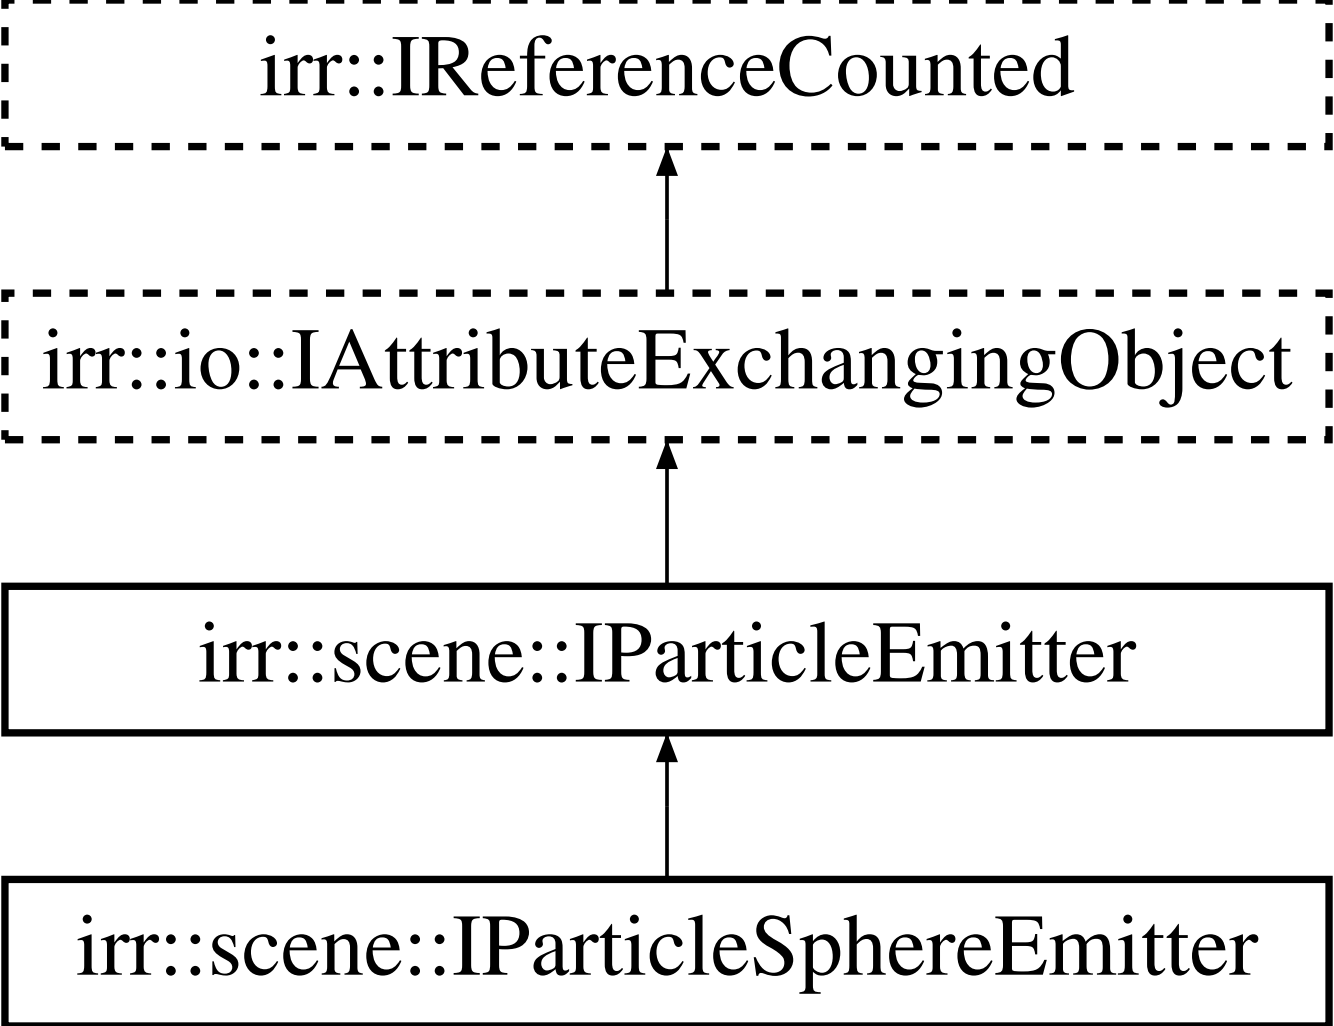 irr::IReferenceCounted
irr::io::IAttributeExchangingObject
irr::scene::IParticleEmitter
irr::scene::IParticleSphereEmitter